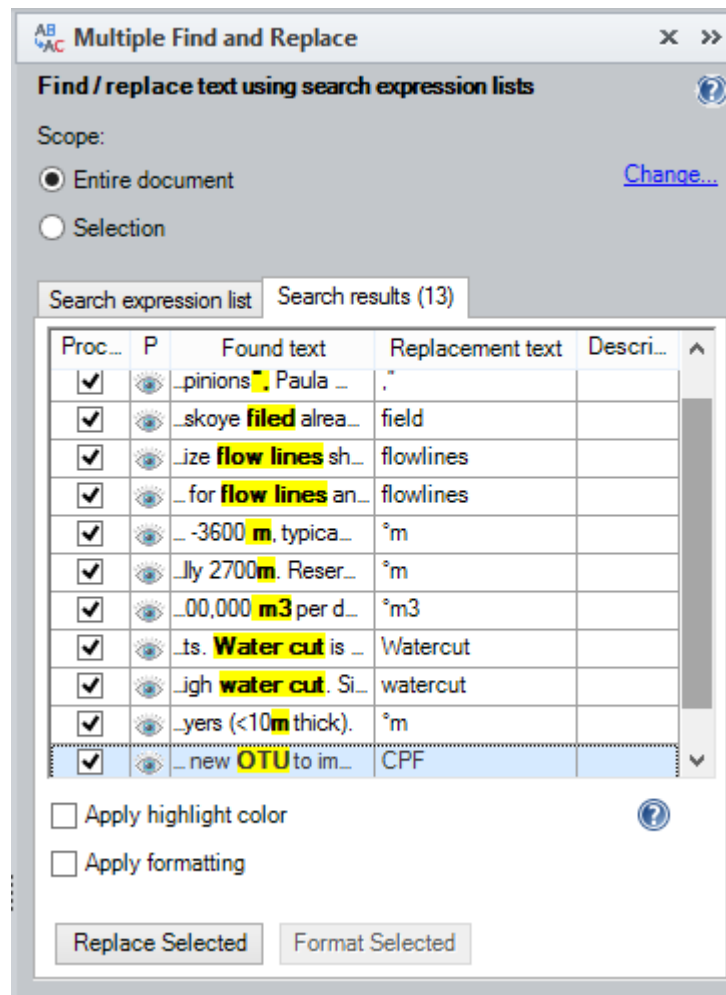 AB AC Multiple Find and Replace
Find / replace text using search expression lists
Scope:
Entire document Change...
Selection
Search expression list Search results (13)
Proc... P Found text Replacement text Descri...
...pinions", Paula ... ,"
...skoye filed alrea... field
...ize flow lines sh... flowlines
... for flow lines an... flowlines
... -3600 m, typica... °m
...lly 2700m. Reser... °m
...00,000 m3 per d... °m3
...ts. Water cut is ... Watercut
...igh water cut. Si... watercut
...yers (<10m thick). °m
... new OTU to im... CPF
Apply highlight color
Apply formatting
Replace Selected Format Selected